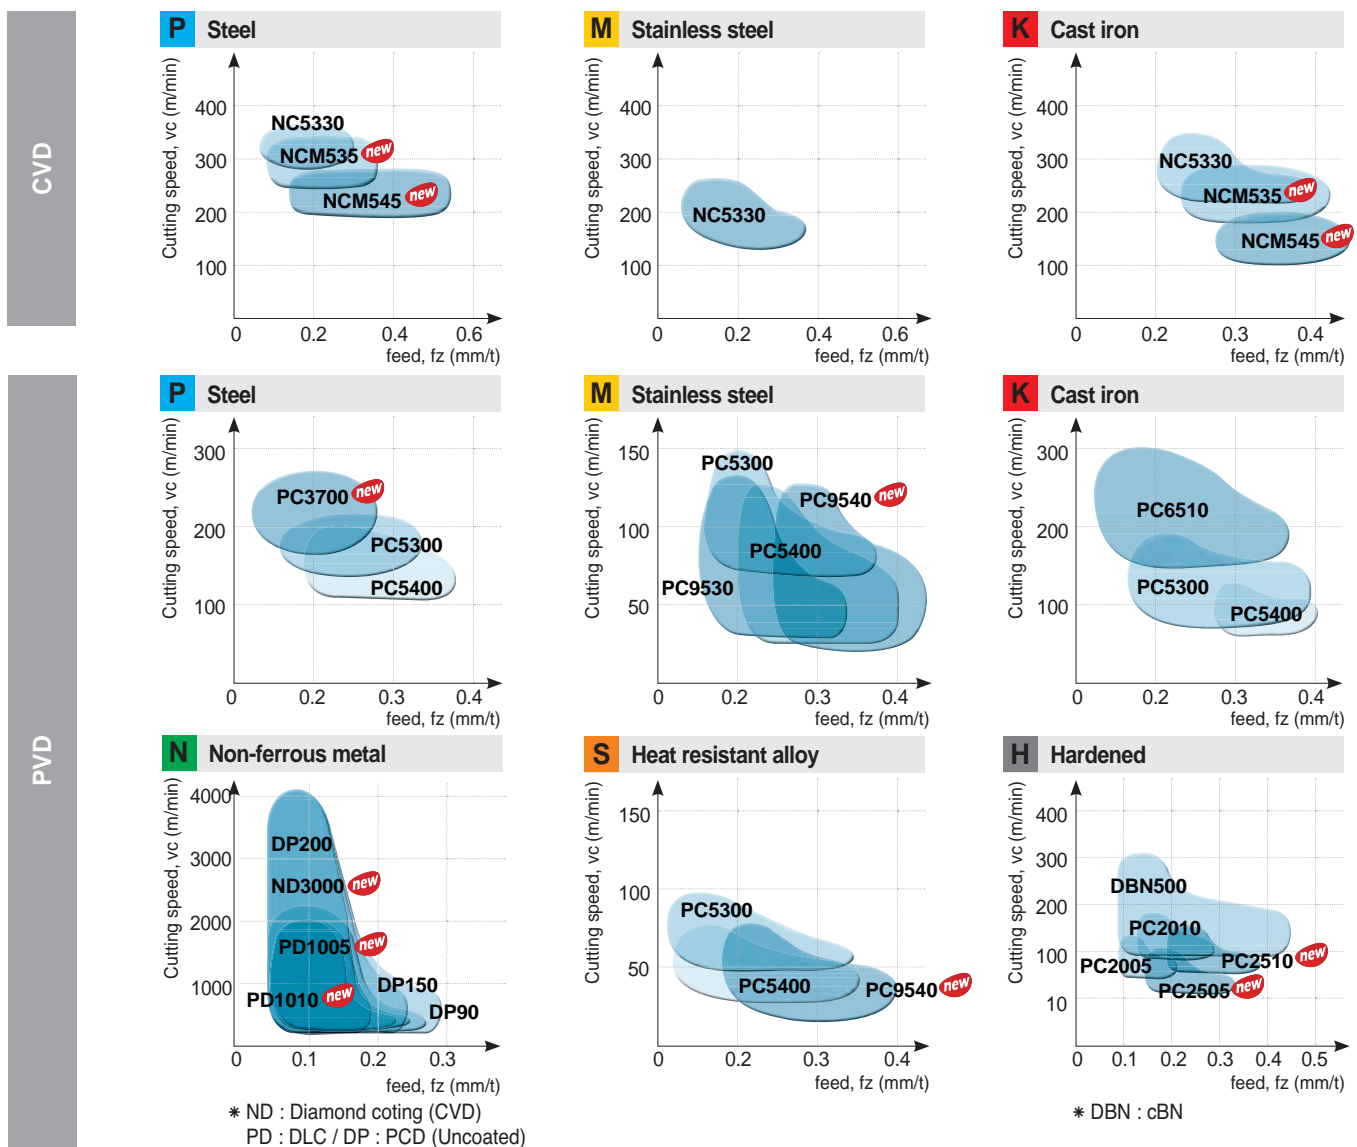 CVD
P Steel
Cutting speed, vc (m/min)
400
300
200
100
NC5330
NCM535 new
NCM545 new
0 0.2 0.4 0.6
feed, fz (mm/t)
M Stainless steel
Cutting speed, vc (m/min)
400
300
200
100
NC5330
0 0.2 0.4 0.6
feed, fz (mm/t)
K Cast iron
Cutting speed, vc (m/min)
400
300
200
100
NC5330
NCM535 new
NCM545 new
0 0.2 0.3 0.4
feed, fz (mm/t)
PVD
P Steel
Cutting speed, vc (m/min)
300
200
100
PC3700 new
PC5300
PC5400
0 0.2 0.3 0.4
feed, fz (mm/t)
M Stainless steel
Cutting speed, vc (m/min)
150
100
50
PC5300
PC9540 new
PC5400
PC9530
0 0.2 0.3 0.4
feed, fz (mm/t)
K Cast iron
Cutting speed, vc (m/min)
300
200
100
PC6510
PC5300
PC5400
0 0.2 0.3 0.4
feed, fz (mm/t)
N Non-ferrous metal
Cutting speed, vc (m/min)
4000
3000
2000
1000
DP200
ND3000 new
PD1005 new
DP150
PD1010 new
DP90
0 0.1 0.2 0.3
feed, fz (mm/t)
* ND : Diamond coting (CVD)
PD : DLC / DP : PCD (Uncoated)
S Heat resistant alloy
Cutting speed, vc (m/min)
150
100
50
PC5300
PC5400
PC9540 new
0 0.2 0.3 0.4
feed, fz (mm/t)
H Hardened
Cutting speed, vc (m/min)
400
300
200
100
10
DBN500
PC2010
PC2005
PC2510 new
PC2505 new
0 0.1 0.2 0.3 0.4 0.5
feed, fz (mm/t)
* DBN : cBN